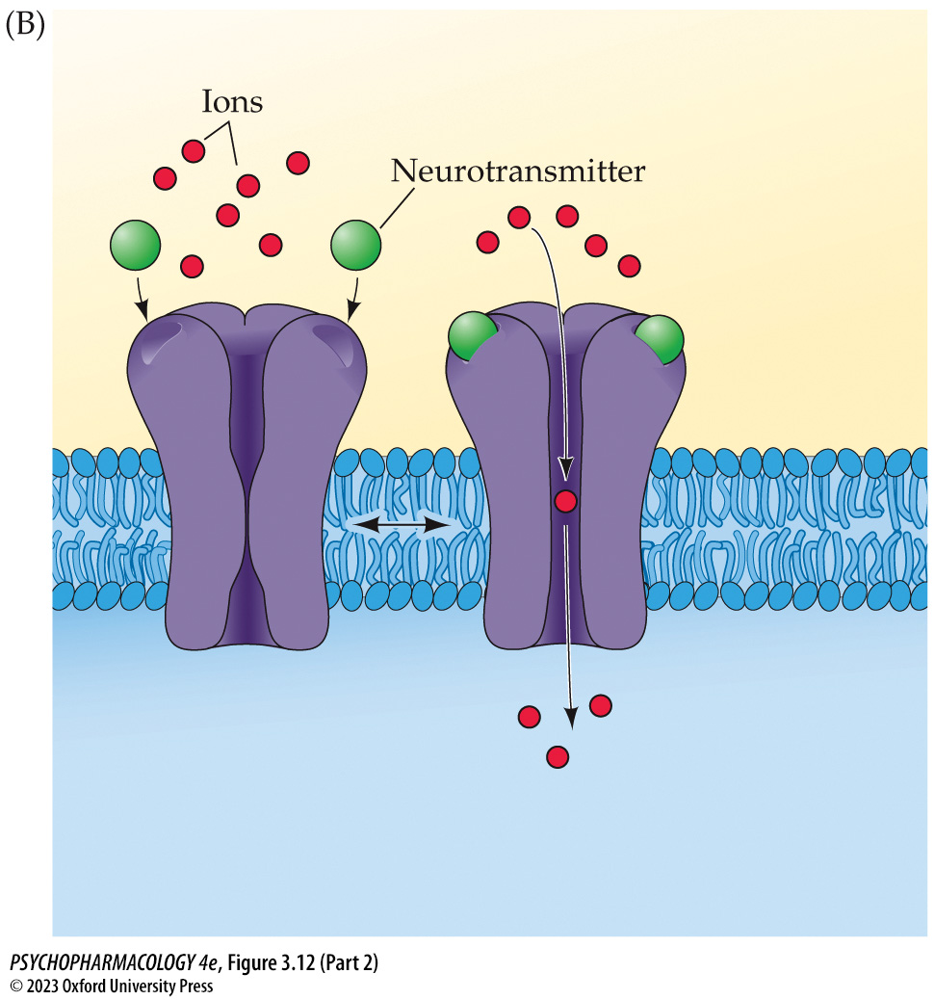 (B)
Ions
Neurotransmitter
PSYCHOPHARMACOLOGY 4e, Figure 3.12 (Part 2)
© 2023 Oxford University Press